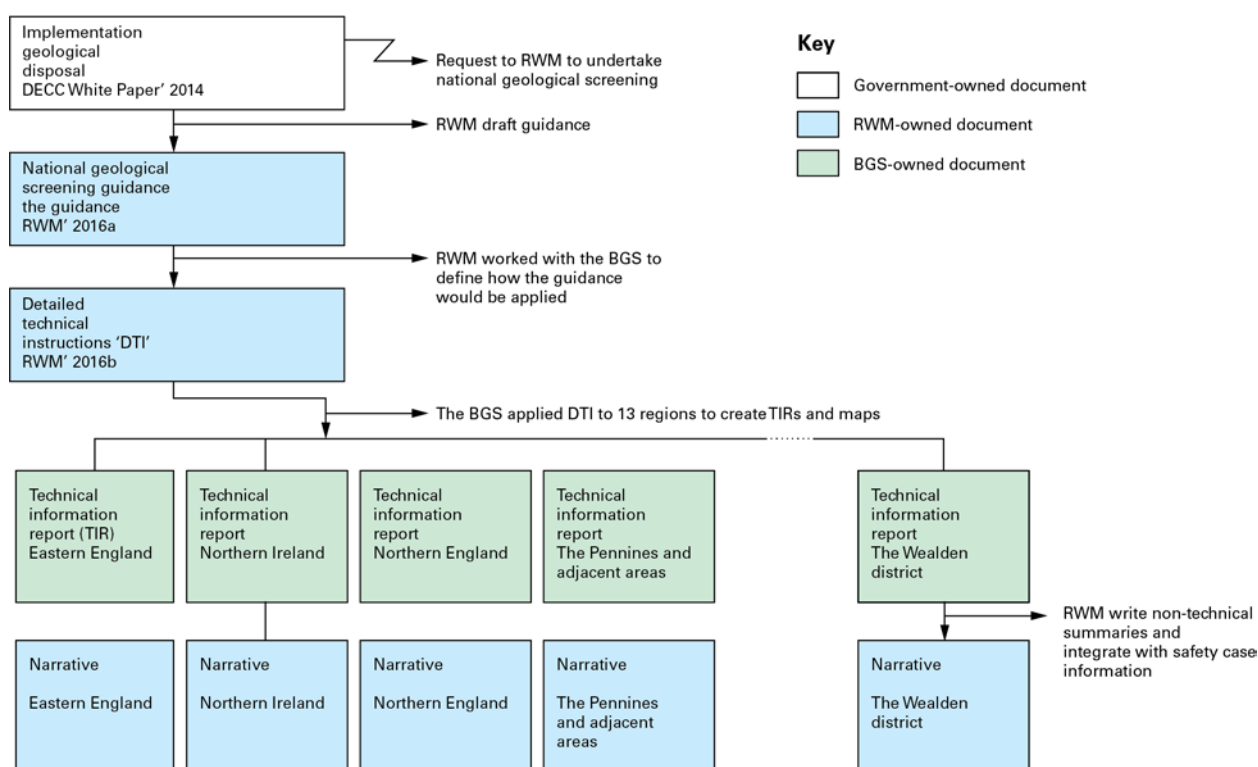 Implementation
geological
disposal
DECC White Paper’ 2014
Request to RWM to undertake
national geological screening
RWM draft guidance
National geological
screening guidance
the guidance
RWM’ 2016a
RWM worked with the BGS to
define how the guidance
would be applied
Detailed
technical
instructions ‘DTI’
RWM’ 2016b
The BGS applied DTI to 13 regions to create TIRs and maps
Key
Government-owned document
RWM-owned document
BGS-owned document
Technical
information
report (TIR)
Eastern England
Technical
information
report
Northern Ireland
Technical
information
report
Northern England
Technical
information
report
The Pennines and
adjacent areas
Technical
information
report
The Wealden
district
RWM write non-technical
summaries and
integrate with safety case
information
Narrative
Eastern England
Narrative
Northern Ireland
Narrative
Northern England
Narrative
The Pennines
and adjacent
areas
Narrative
The Wealden
district